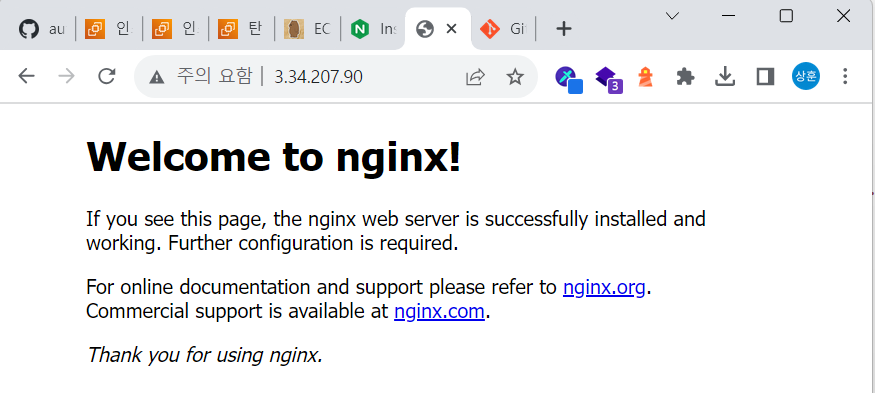 au
인
인
탄
EC
Ins
Gi
주의 요함 3.34.207.90
3
상훈
Welcome to nginx!
If you see this page, the nginx web server is successfully installed and
working. Further configuration is required.
For online documentation and support please refer to nginx.org.
Commercial support is available at nginx.com.
Thank you for using nginx.